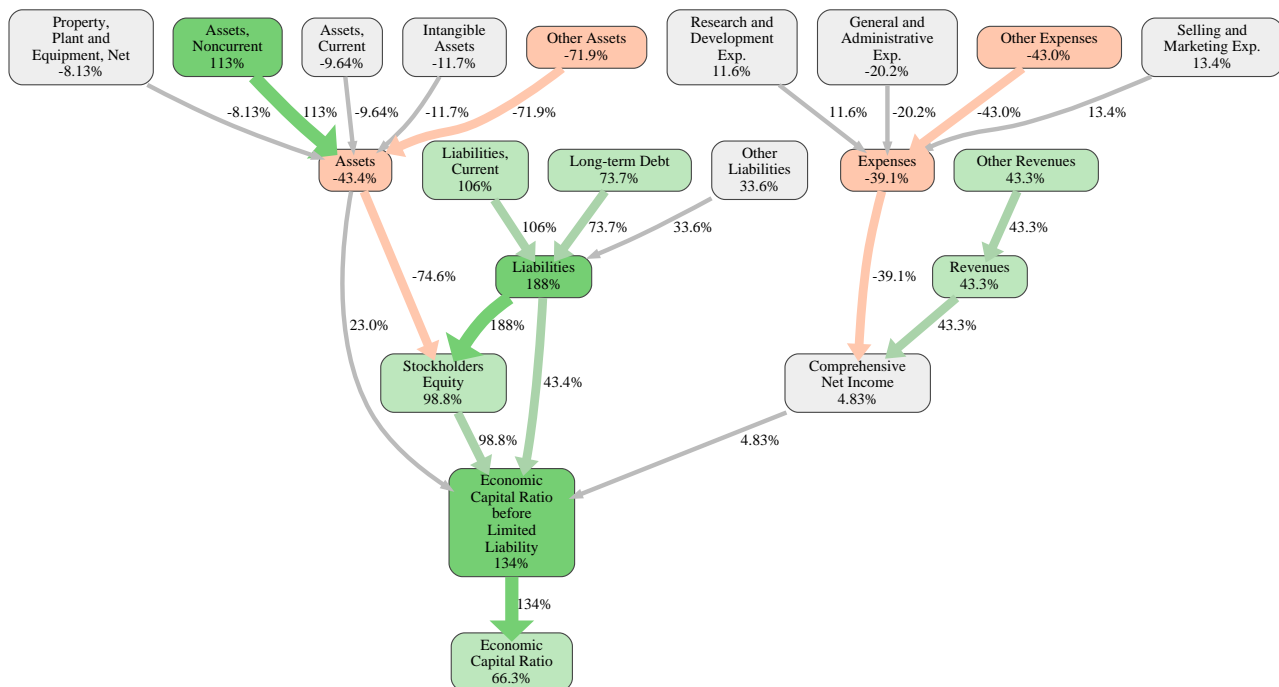 Property,
Plant and
Equipment, Net
-8.13%
Assets,
Noncurrent
113%
Assets,
Current
-9.64%
Intangible
Assets
-11.7%
Other Assets
-71.9%
Research and
Development
Exp.
11.6%
General and
Administrative
Exp.
-20.2%
Other Expenses
-43.0%
Selling and
Marketing Exp.
13.4%
-8.13%
113%
-9.64%
-11.7%
-71.9%
11.6%
-20.2%
-43.0%
13.4%
Assets
-43.4%
Liabilities,
Current
106%
Long-term Debt
73.7%
Other
Liabilities
33.6%
Expenses
-39.1%
Other Revenues
43.3%
106%
73.7%
33.6%
43.3%
-74.6%
Liabilities
188%
-39.1%
Revenues
43.3%
23.0%
188%
43.3%
Stockholders
Equity
98.8%
43.4%
Comprehensive
Net Income
4.83%
98.8%
4.83%
Economic
Capital Ratio
before
Limited
Liability
134%
134%
Economic
Capital Ratio
66.3%